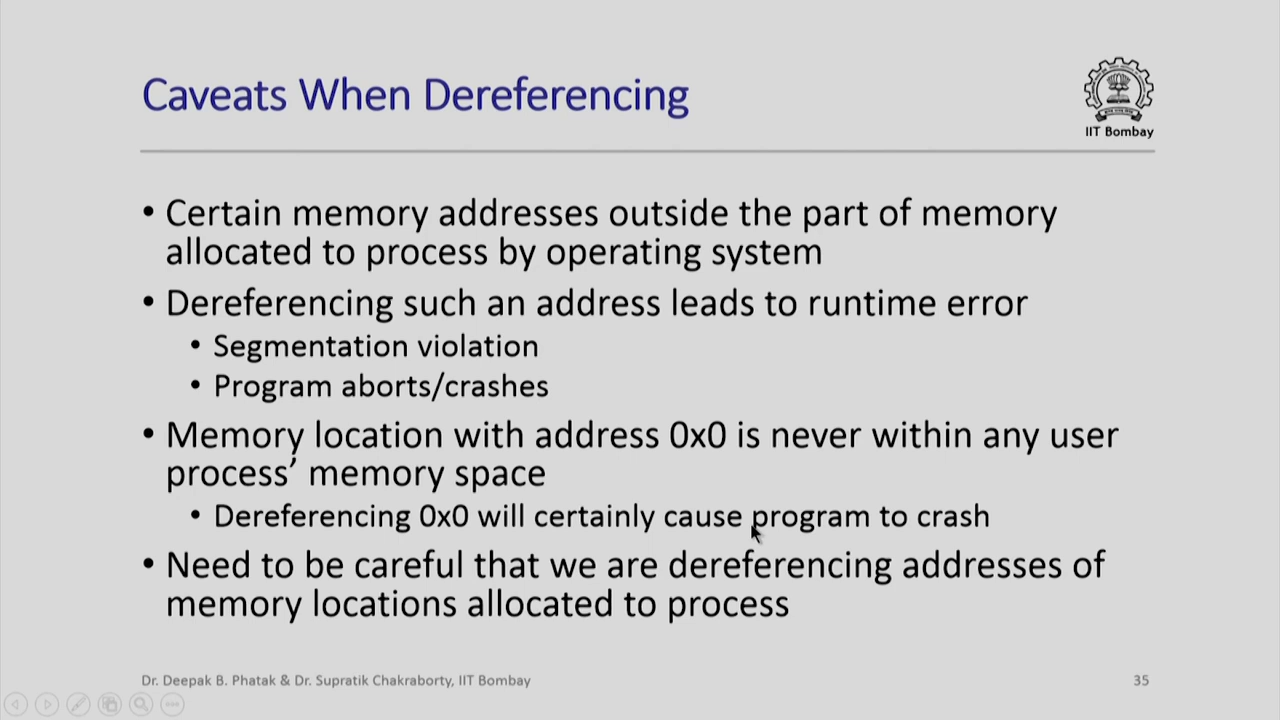 Caveats When Dereferencing
IIT Bombay
• Certain memory addresses outside the part of memory
allocated to process by operating system
• Dereferencing such an address leads to runtime error
• Segmentation violation
• Program aborts/crashes
• Memory location with address 0x0 is never within any user
process’ memory space
• Dereferencing 0x0 will certainly cause program to crash
• Need to be careful that we are dereferencing addresses of
memory locations allocated to process
Dr. Deepak B. Phatak & Dr. Supratik Chakraborty, IIT Bombay
35